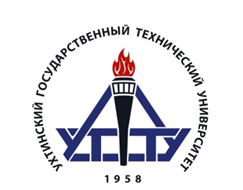 УХТИНСКИЙ ГОСУДАРСТВЕННЫЙ ТЕХНИЧЕСКИЙ УНИВЕРСИТЕТ
УГТУ
1958